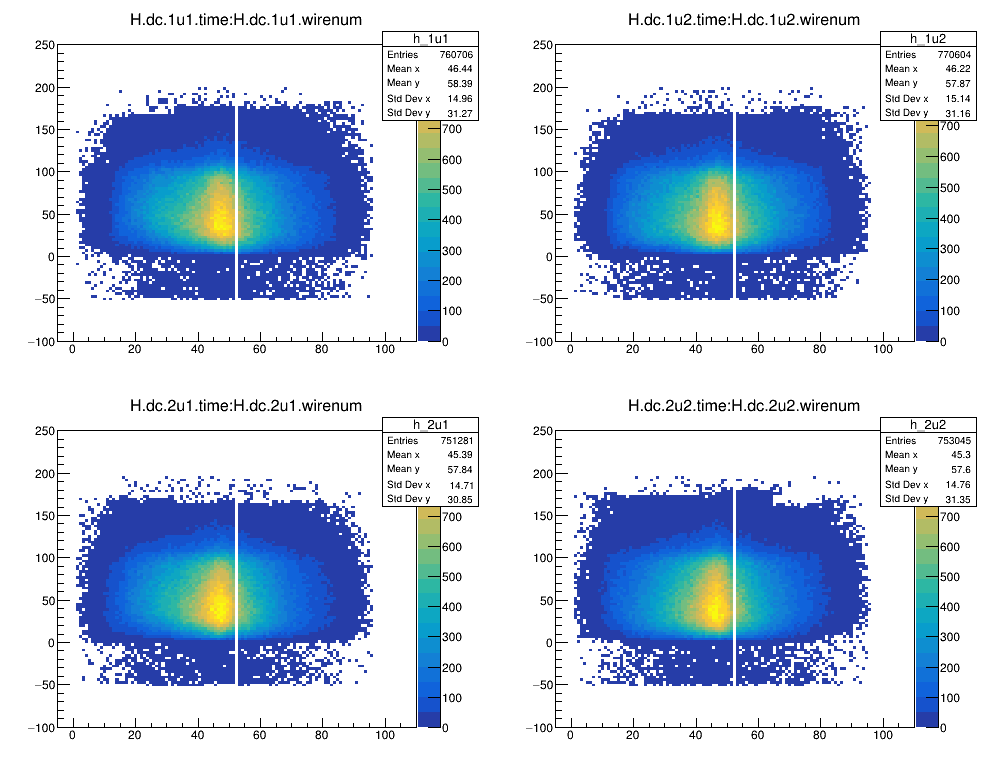 H.dc.1u1.time:H.dc.1u1.wirenum
h_1u1
Entries 760706
Mean x 46.44
Mean y 58.39
Std Dev x 14.96
Std Dev y 31.27
250
200
150
100
50
0
−50
−100
0 20 40 60 80 100
700
600
500
400
300
200
100
0
H.dc.1u2.time:H.dc.1u2.wirenum
h_1u2
Entries 770604
Mean x 46.22
Mean y 57.87
Std Dev x 15.14
Std Dev y 31.16
250
200
150
100
50
0
−50
−100
0 20 40 60 80 100
700
600
500
400
300
200
100
0
H.dc.2u1.time:H.dc.2u1.wirenum
h_2u1
Entries 751281
Mean x 45.39
Mean y 57.84
Std Dev x 14.71
Std Dev y 30.85
250
200
150
100
50
0
−50
−100
0 20 40 60 80 100
700
600
500
400
300
200
100
0
H.dc.2u2.time:H.dc.2u2.wirenum
h_2u2
Entries 753045
Mean x 45.3
Mean y 57.6
Std Dev x 14.76
Std Dev y 31.35
250
200
150
100
50
0
−50
−100
0 20 40 60 80 100
700
600
500
400
300
200
100
0